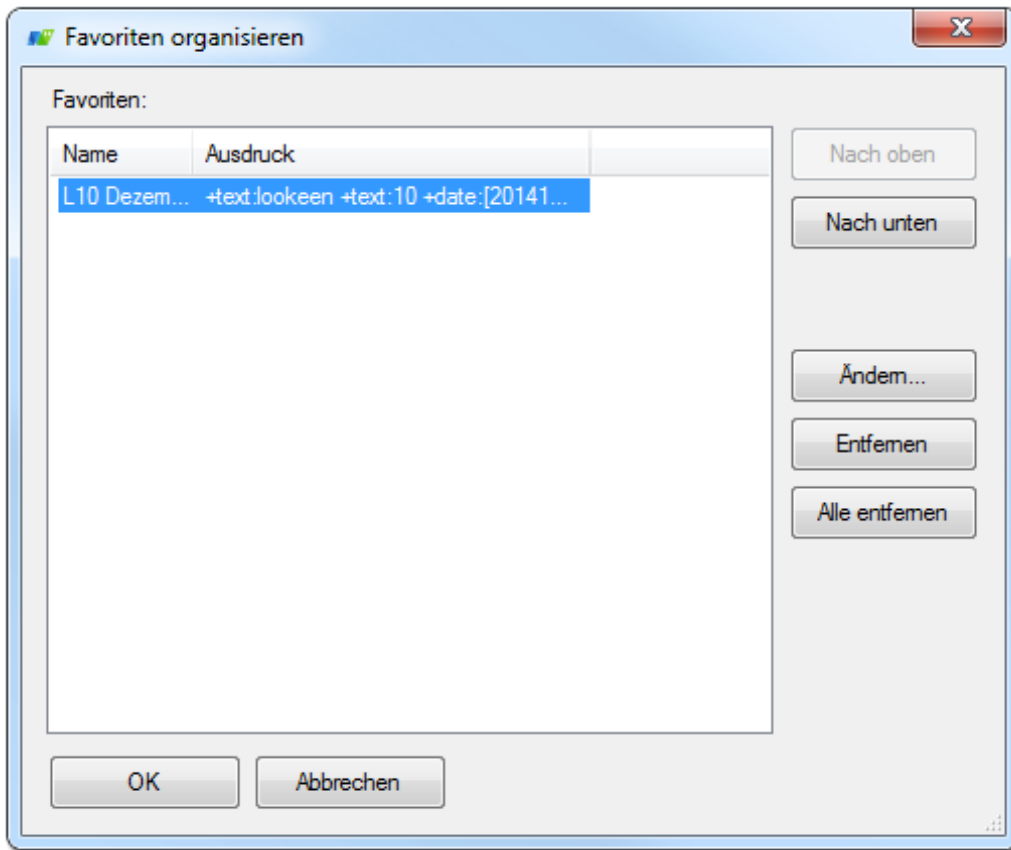 Favoriten organisieren
Favoriten:
Name Ausdruck
L10 Dezem... +text:lookeen +text:10 +date:[20141...
Nach oben
Nach unten
Ändern...
Entfernen
Alle entfernen
OK Abbrechen